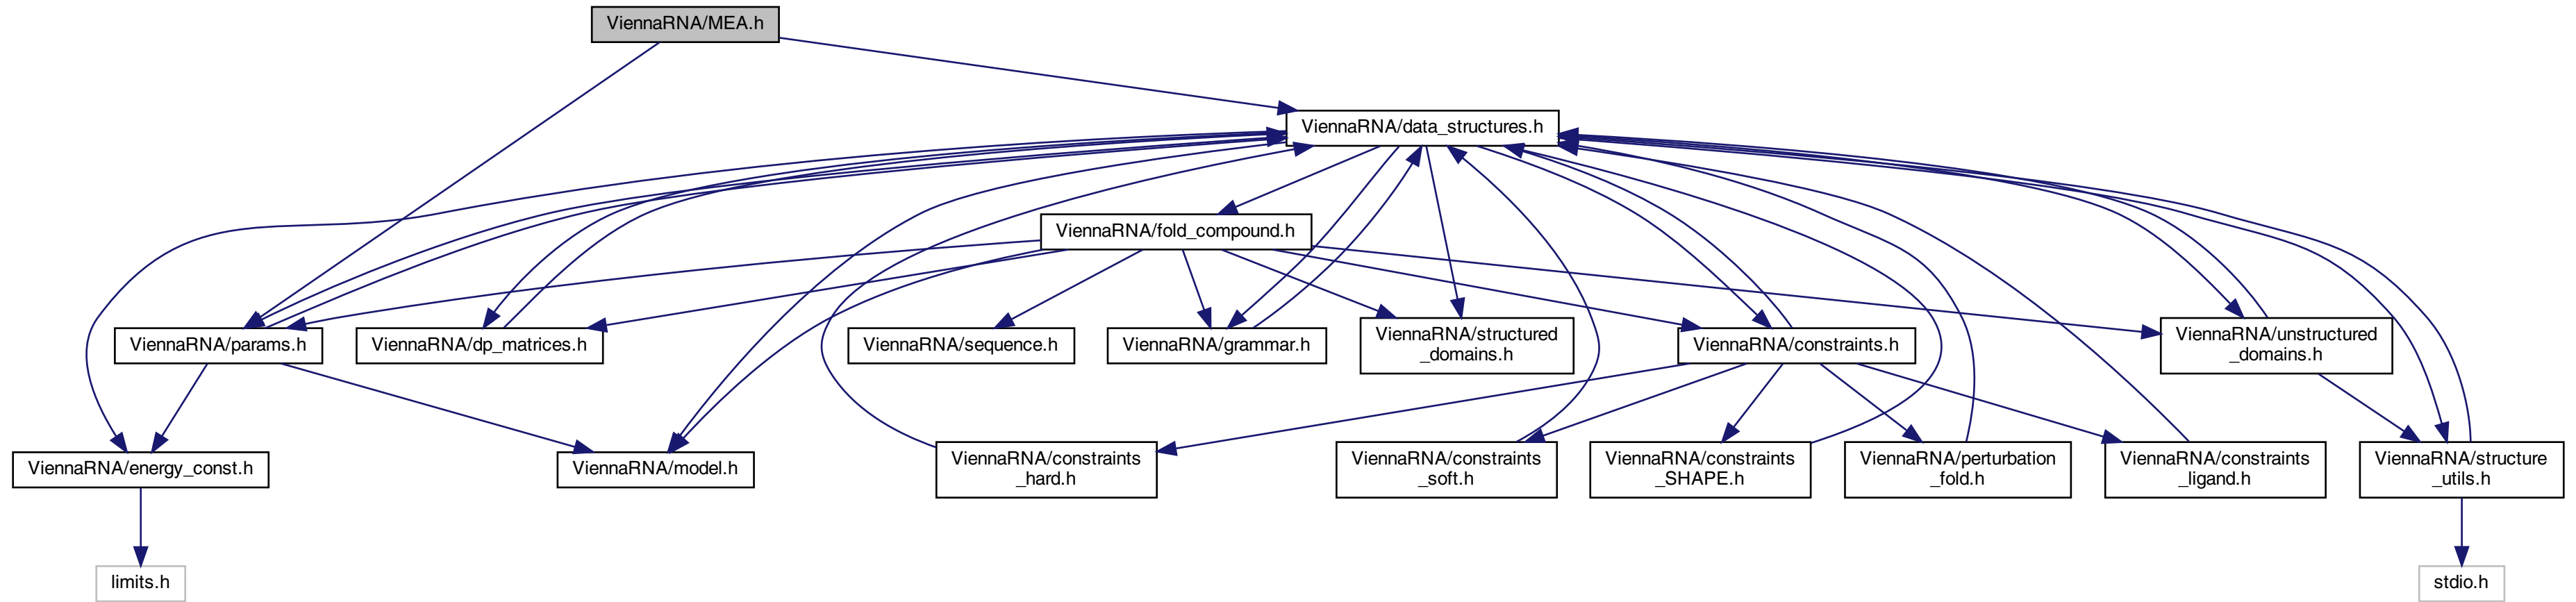 ViennaRNA/MEA.h
ViennaRNA/data_structures.h
ViennaRNA/fold_compound.h
ViennaRNA/params.h
ViennaRNA/dp_matrices.h
ViennaRNA/sequence.h
ViennaRNA/grammar.h
ViennaRNA/structured
_domains.h
ViennaRNA/constraints.h
ViennaRNA/unstructured
_domains.h
ViennaRNA/energy_const.h
ViennaRNA/model.h
ViennaRNA/constraints
_hard.h
ViennaRNA/constraints
_soft.h
ViennaRNA/constraints
_SHAPE.h
ViennaRNA/perturbation
_fold.h
ViennaRNA/constraints
_ligand.h
ViennaRNA/structure
_utils.h
limits.h
stdio.h